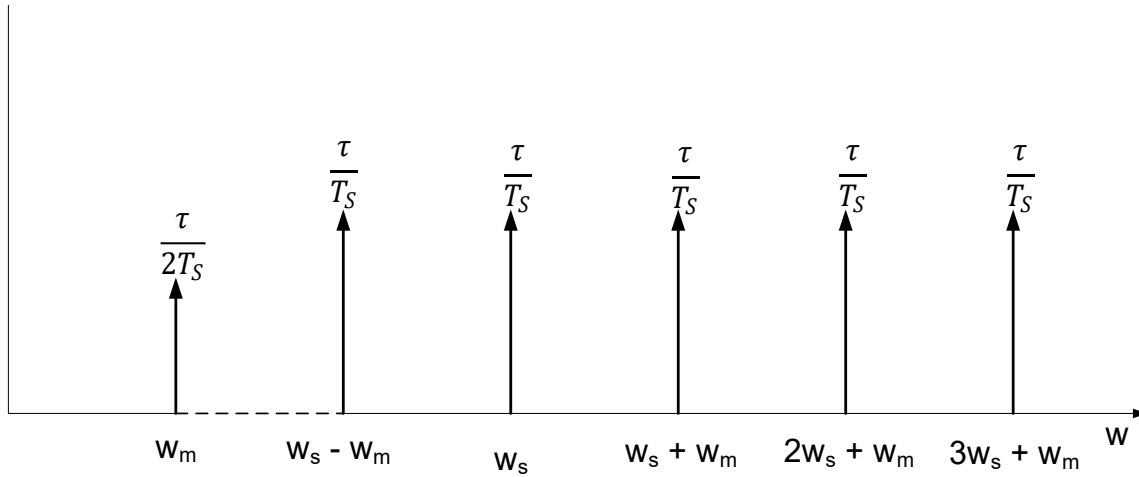 τ/T_S τ/T_S τ/T_S τ/T_S τ/T_S
τ/2T_S
w_m w_s - w_m w_s w_s + w_m 2w_s + w_m 3w_s + w_m w